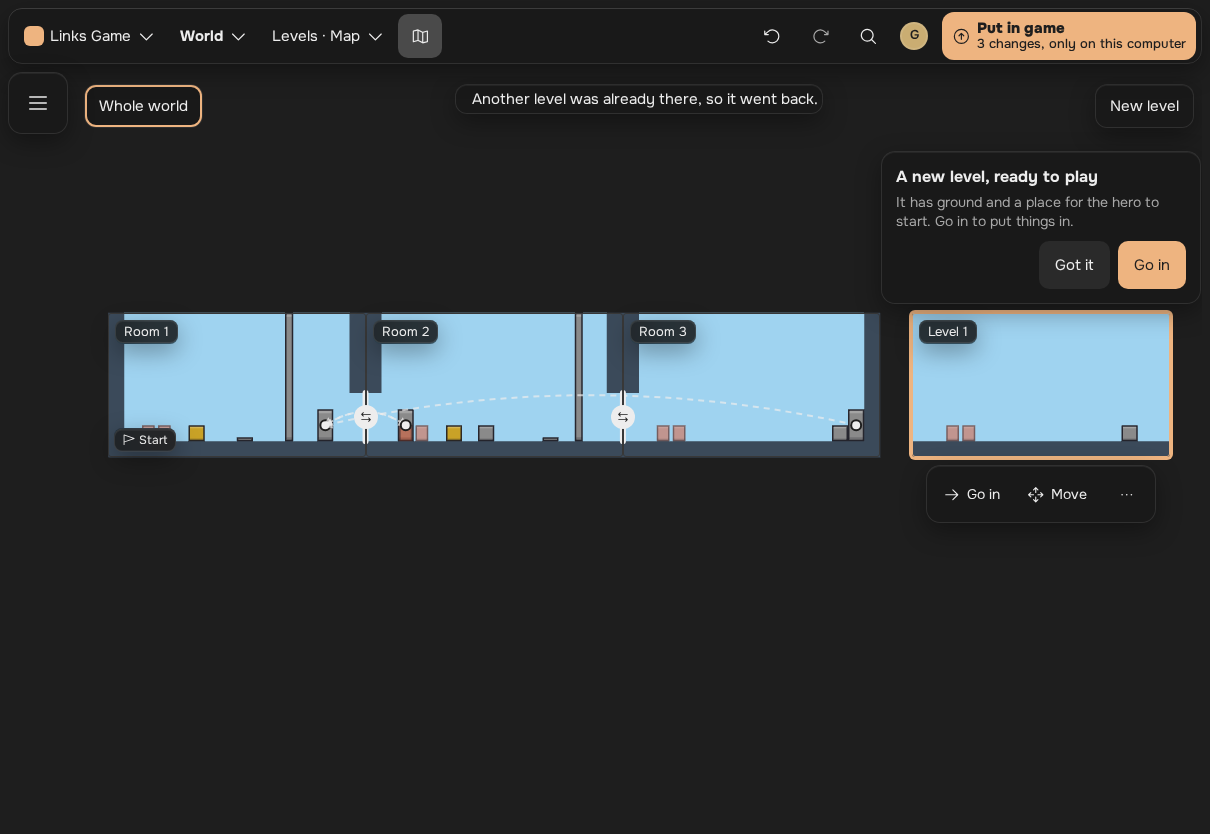 Links Game
World
Levels · Map
G
Put in game
3 changes, only on this computer
Whole world
Another level was already there, so it went back.
New level
A new level, ready to play
It has ground and a place for the hero to
start. Go in to put things in.
Got it
Go in
Room 1
Room 2
Room 3
Level 1
Start
Go in
Move